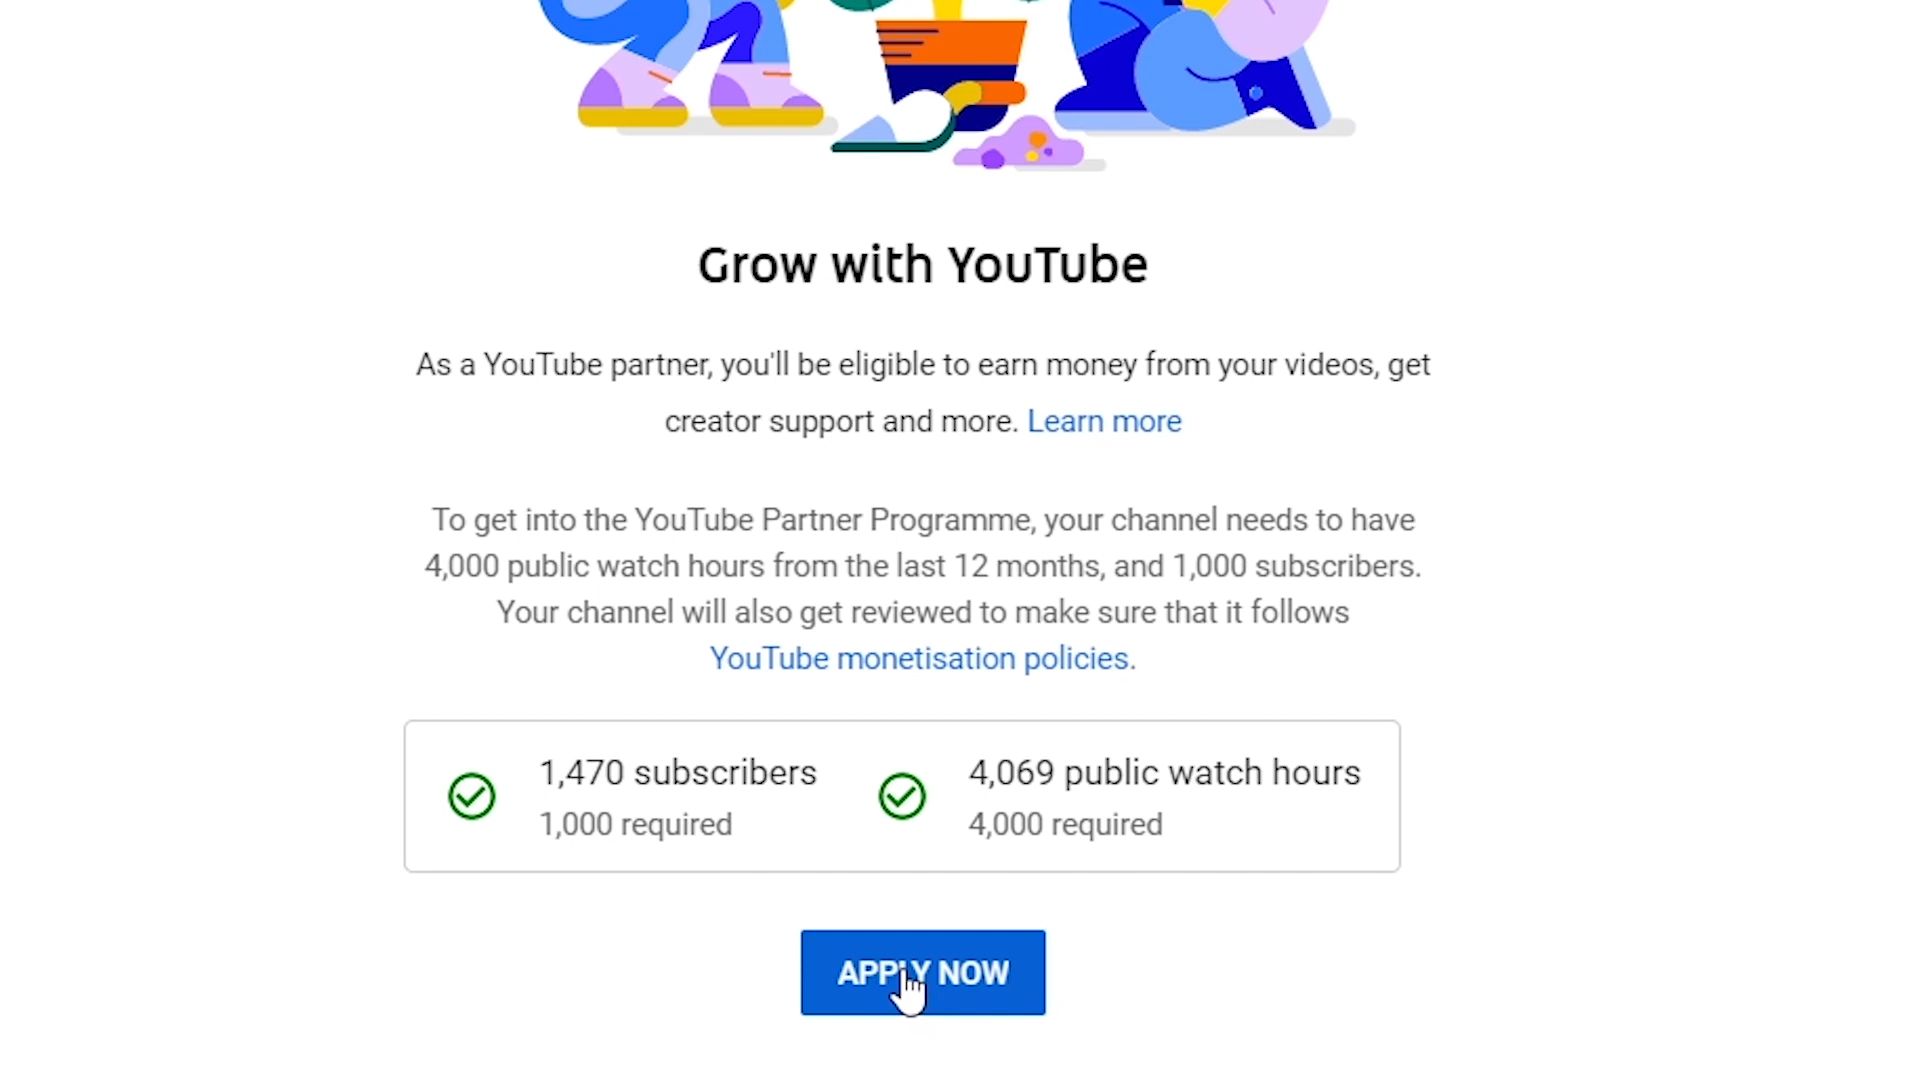 Grow with YouTube
As a YouTube partner, you'll be eligible to earn money from your videos, get
creator support and more. Learn more
To get into the YouTube Partner Programme, your channel needs to have
4,000 public watch hours from the last 12 months, and 1,000 subscribers.
Your channel will also get reviewed to make sure that it follows
YouTube monetisation policies.
1,470 subscribers
1,000 required
4,069 public watch hours
4,000 required
APPLY NOW